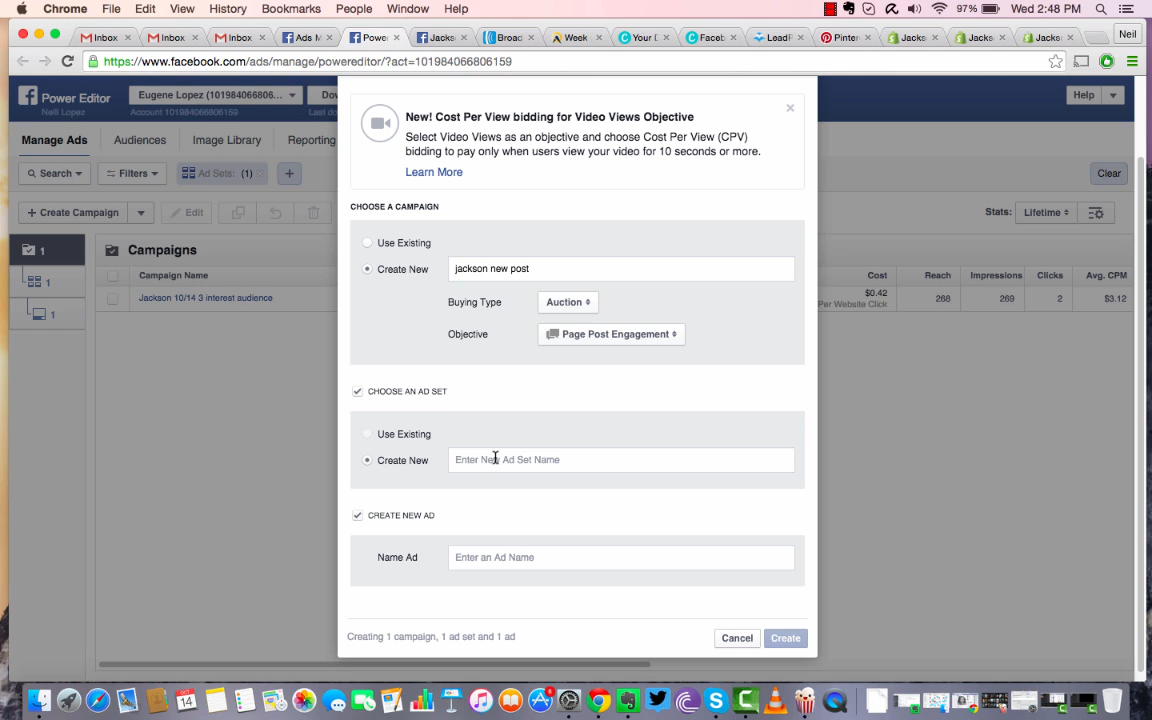 Chrome File Edit View History Bookmarks People Window Help 97% Wed 2:48 PM
Inbox Inbox Inbox Ads M Power Jacks Broad Week Your D Faceb LeadP Pinter Jacks Jacks Jacks Neil
https://www.facebook.com/ads/manage/powereditor/?act=101984066806159
Power Editor
Neili Lopez
Eugene Lopez (101984066806...
Account 101984066806159
Help
Manage Ads Audiences Image Library Reporting
Search Filters Ad Sets: (1) + Clear
+ Create Campaign Edit Stats: Lifetime
1 Campaigns
1 Campaign Name Cost Reach Impressions Clicks Avg. CPM
Jackson 10/14 3 interest audience $0.42 268 269 2 $3.12
Per Website Click
1
New! Cost Per View bidding for Video Views Objective
Select Video Views as an objective and choose Cost Per View (CPV)
bidding to pay only when users view your video for 10 seconds or more.
Learn More
CHOOSE A CAMPAIGN
Use Existing
Create New jackson new post
Buying Type Auction
Objective Page Post Engagement
CHOOSE AN AD SET
Use Existing
Create New Enter New Ad Set Name
CREATE NEW AD
Name Ad Enter an Ad Name
Creating 1 campaign, 1 ad set and 1 ad Cancel Create